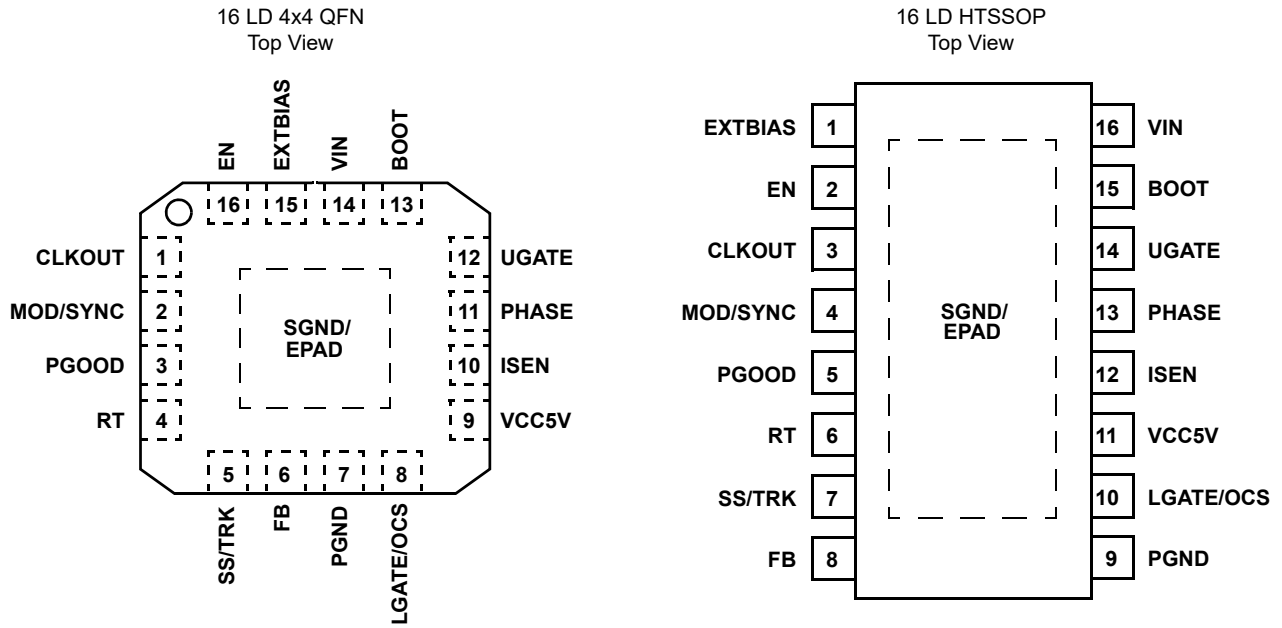 16 LD 4x4 QFN
Top View
EN
EXTBIAS
VIN
BOOT
16
15
14
13
CLKOUT
1
12
UGATE
MOD/SYNC
2
11
PHASE
PGOOD
3
10
ISEN
RT
4
9
VCC5V
SGND/
EPAD
5
6
7
8
SS/TRK
FB
PGND
LGATE/OCS
16 LD HTSSOP
Top View
EXTBIAS
1
16
VIN
EN
2
15
BOOT
CLKOUT
3
14
UGATE
MOD/SYNC
4
13
PHASE
SGND/
EPAD
PGOOD
5
12
ISEN
RT
6
11
VCC5V
SS/TRK
7
10
LGATE/OCS
FB
8
9
PGND